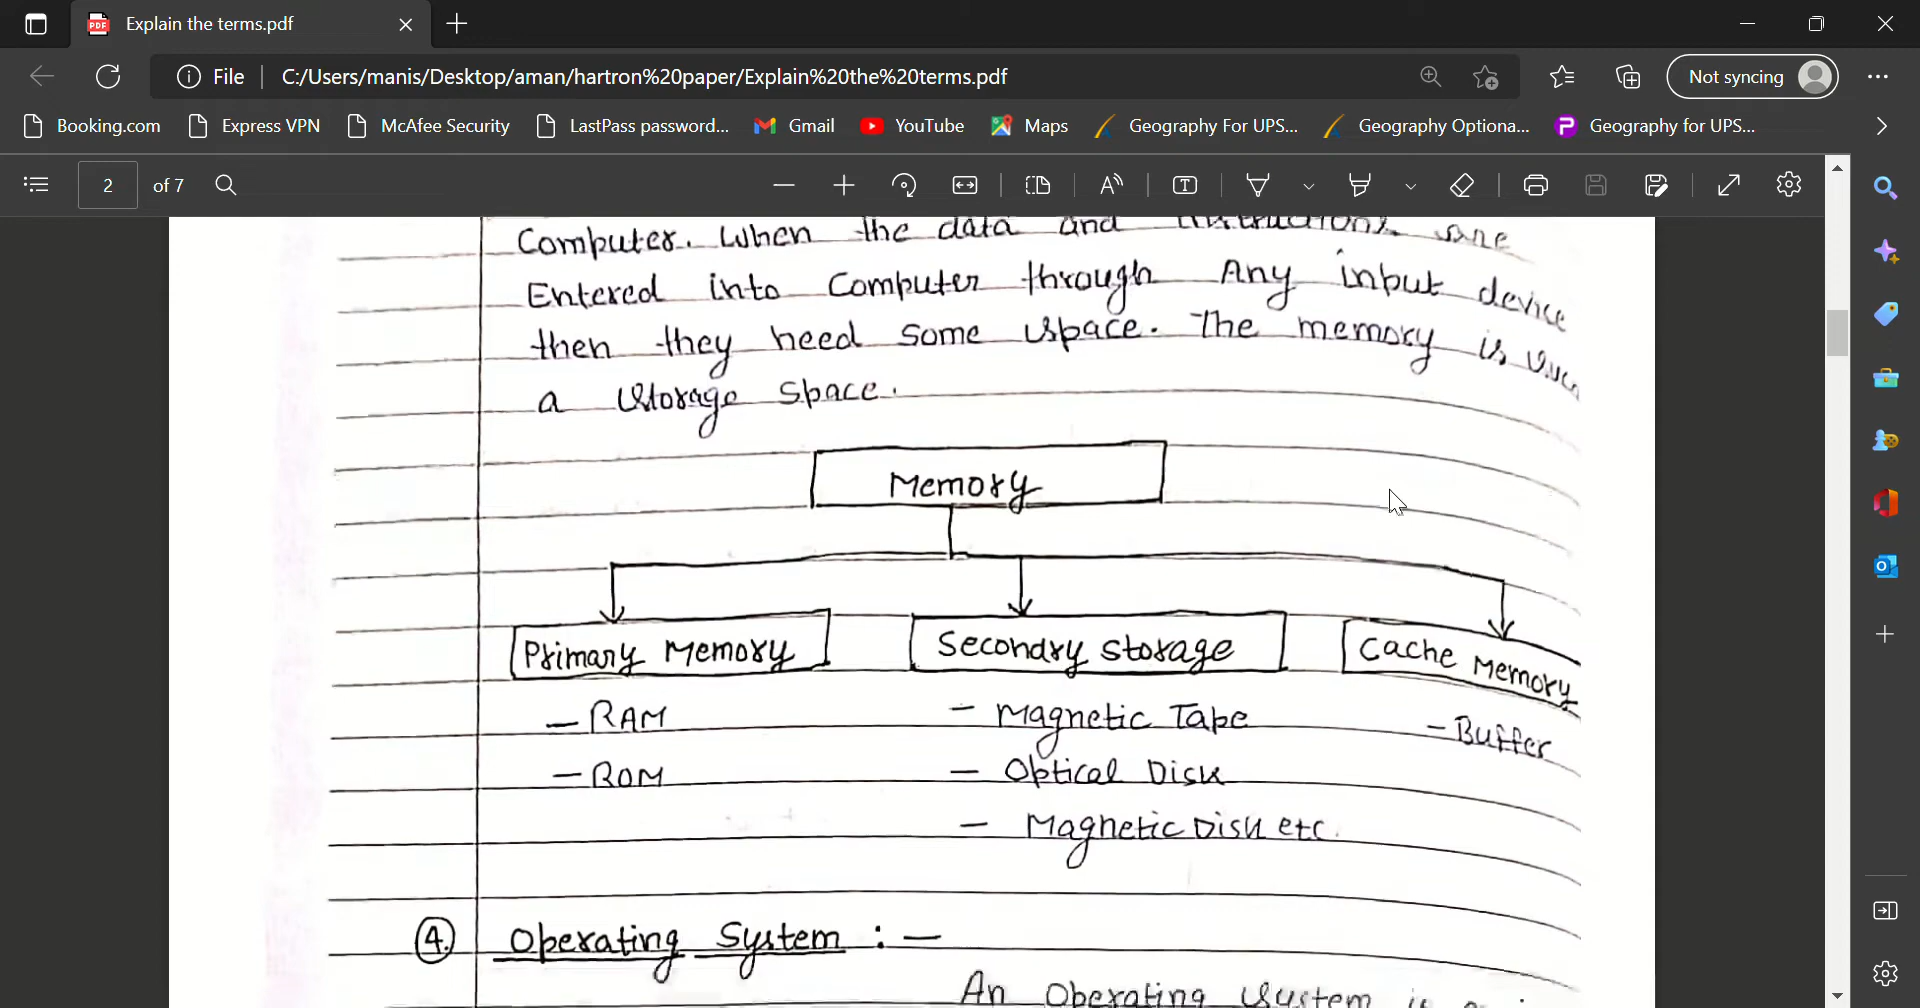 Explain the terms.pdf
File
C:/Users/manis/Desktop/aman/hartron%20paper/Explain%20the%20terms.pdf
Not syncing
Booking.com Express VPN McAfee Security LastPass password... Gmail YouTube Maps Geography For UPS... Geography Optiona... Geography for UPS...
2 of 7
Computer. When the data and instructions are
Entered into Computer through Any input device
then they need some space. The memory is
a storage space.
Memory
Primary Memory Secondry storage Cache Memory
- RAM - Magnetic Tape - Buffer
- ROM - Optical Disk
- Magnetic Disk etc.
4. Operating System : -
An Operating System is